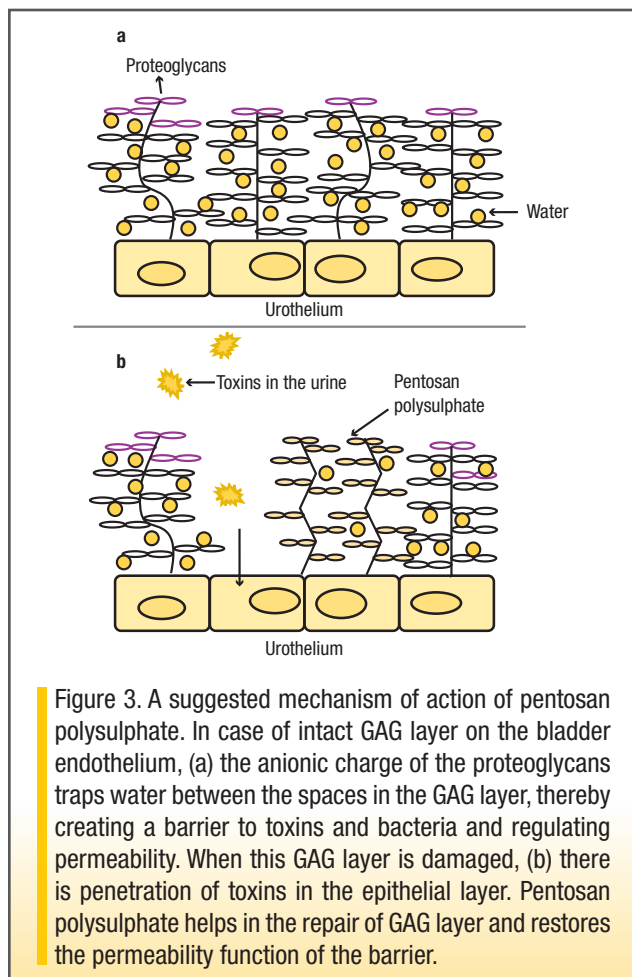 a
Proteoglycans
Water
Urothelium
b
Toxins in the urine
Pentosan
polysulphate
Urothelium
Figure 3. A suggested mechanism of action of pentosan
polysulphate. In case of intact GAG layer on the bladder
endothelium, (a) the anionic charge of the proteoglycans
traps water between the spaces in the GAG layer, thereby
creating a barrier to toxins and bacteria and regulating
permeability. When this GAG layer is damaged, (b) there
is penetration of toxins in the epithelial layer. Pentosan
polysulphate helps in the repair of GAG layer and restores
the permeability function of the barrier.